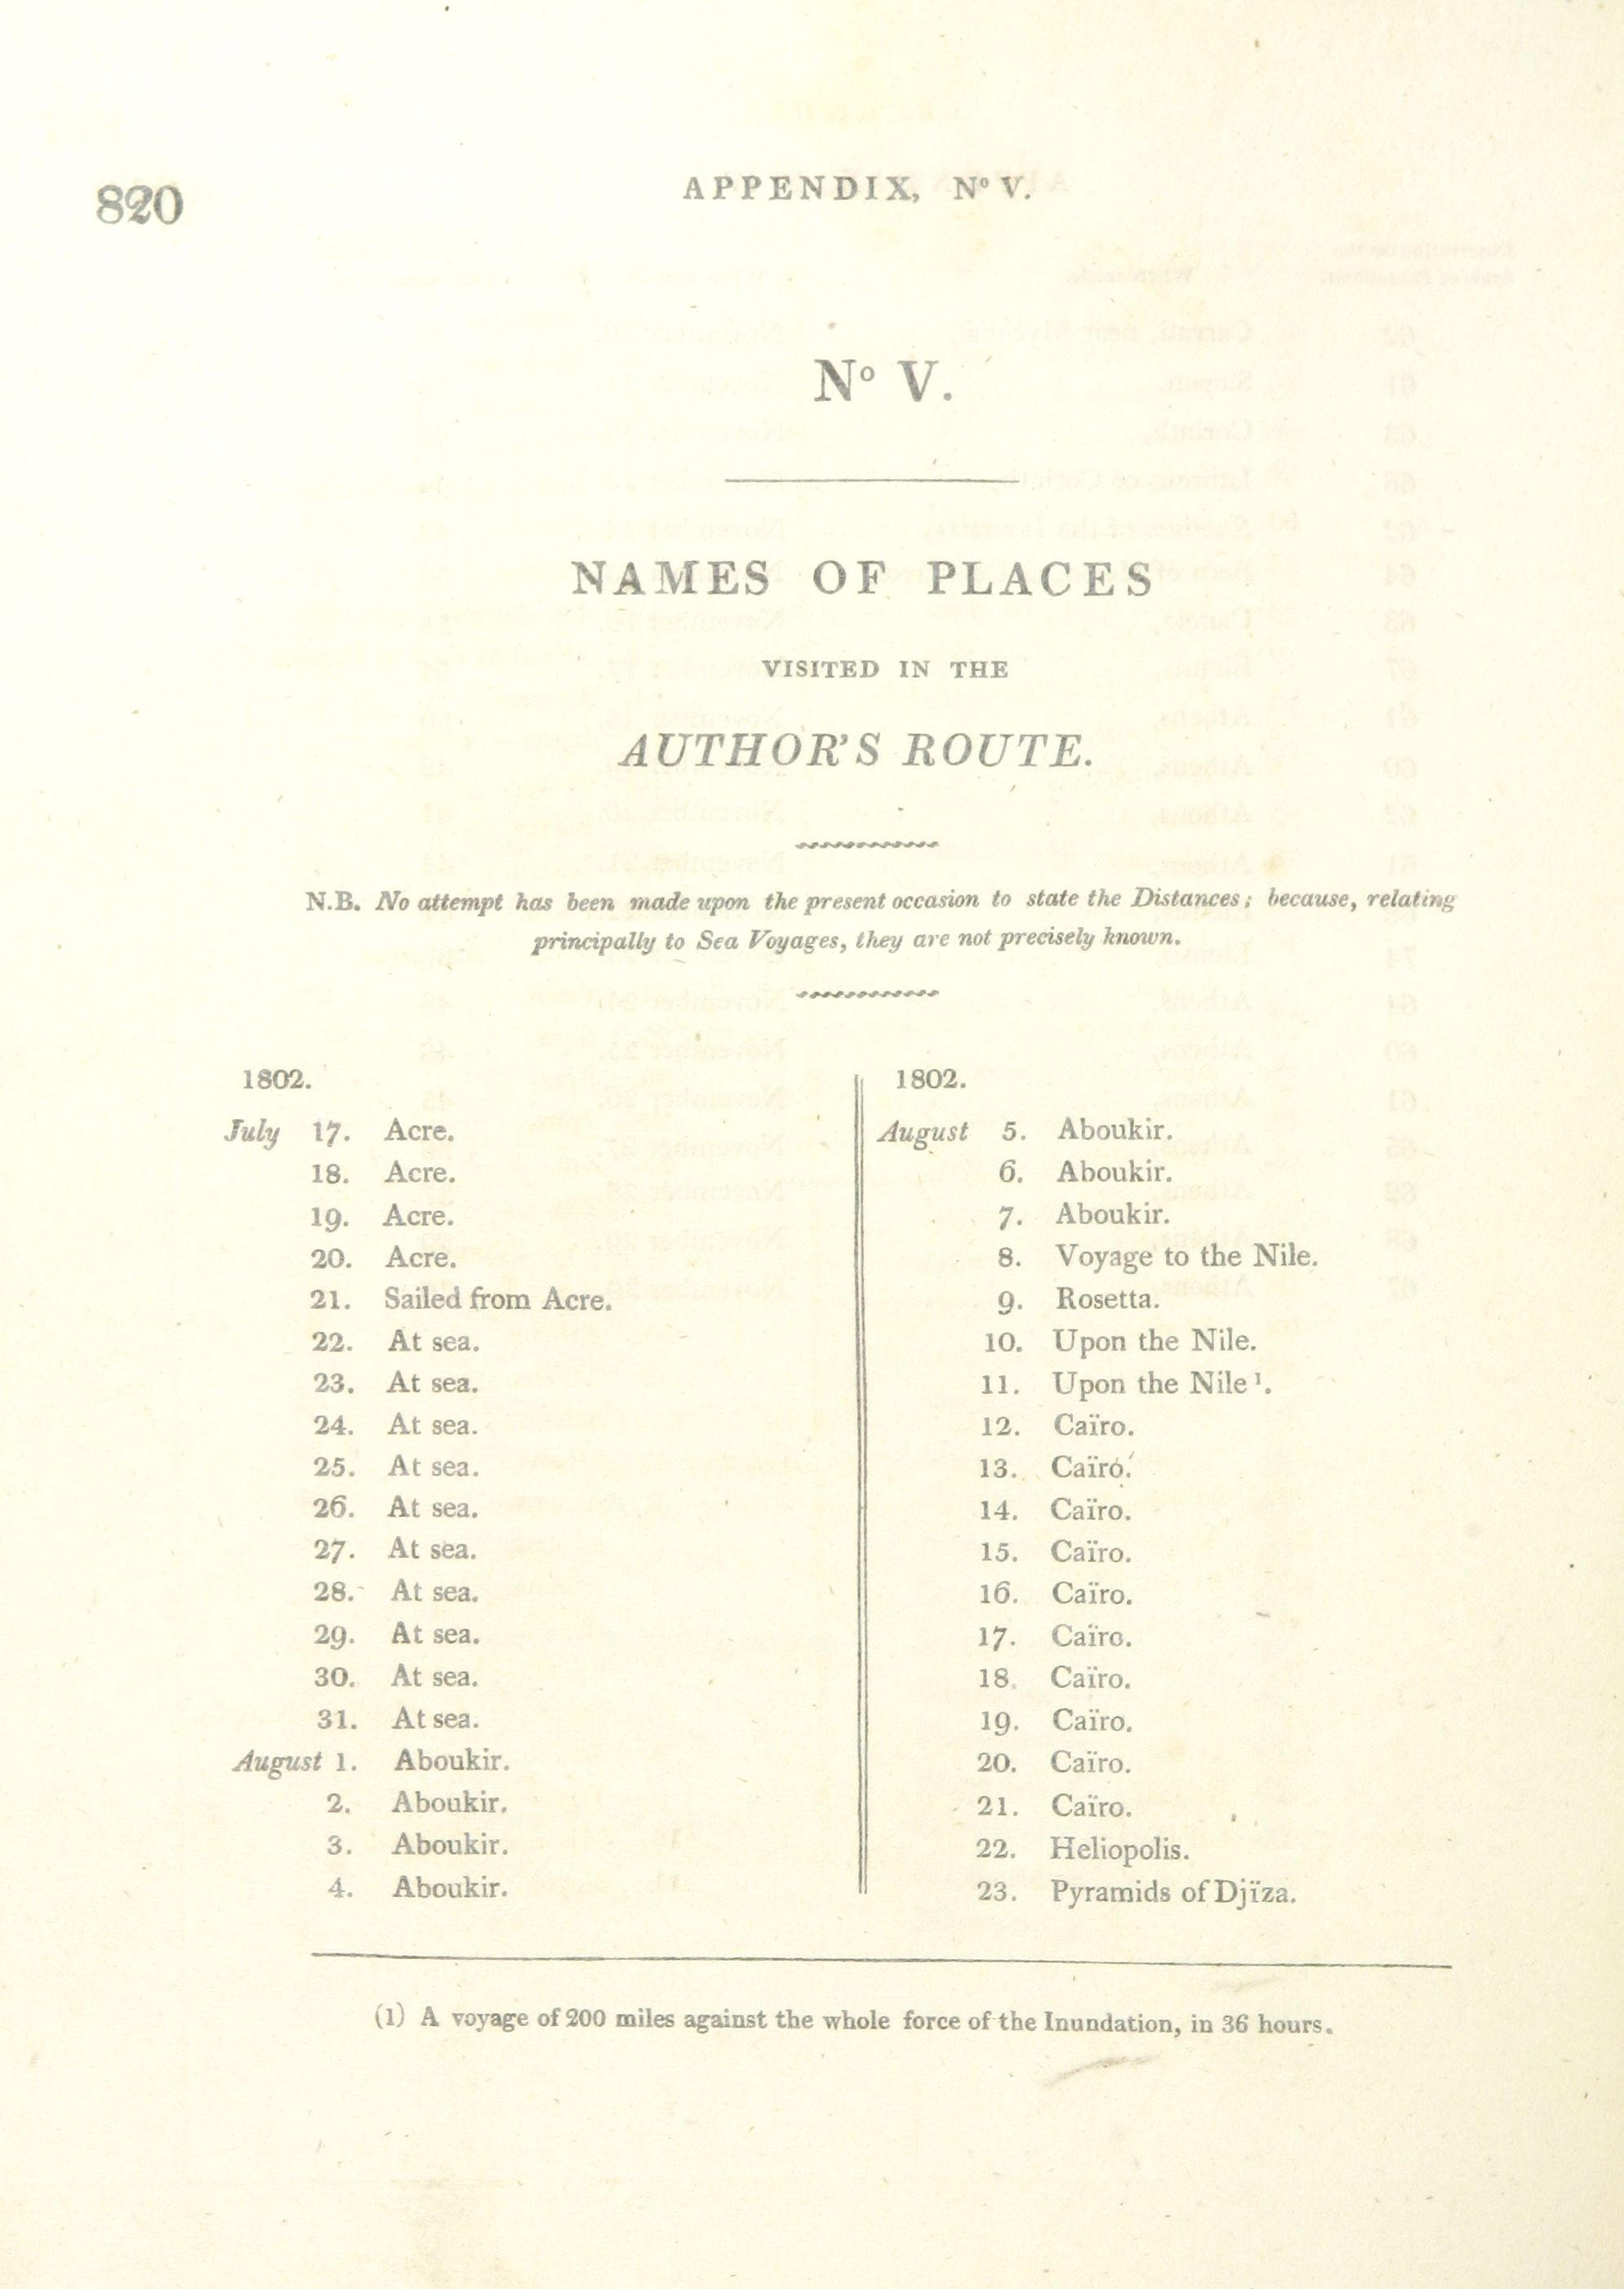 820
APPENDIX, Nº V.
Nº V.
NAMES OF PLACES
VISITED IN THE
AUTHOR'S ROUTE.
N.B. No attempt has been made upon the present occasion to state the Distances; because, relating
principally to Sea Voyages, they are not precisely known.
1802.
July 17. Acre.
18. Acre.
19. Acre.
20. Acre.
21. Sailed from Acre.
22. At sea.
23. At sea.
24. At sea.
25. At sea.
26. At sea.
27. At sea.
28. At sea.
29. At sea.
30. At sea.
31. At sea.
August 1. Aboukir.
2. Aboukir.
3. Aboukir.
4. Aboukir.
1802.
August 5. Aboukir.
6. Aboukir.
7. Aboukir.
8. Voyage to the Nile.
9. Rosetta.
10. Upon the Nile.
11. Upon the Nile ¹.
12. Caïro.
13. Caïro.
14. Caïro.
15. Caïro.
16. Caïro.
17. Caïro.
18. Caïro.
19. Caïro.
20. Caïro.
21. Caïro.
22. Heliopolis.
23. Pyramids of Djïza.
(1) A voyage of 200 miles against the whole force of the Inundation, in 36 hours.